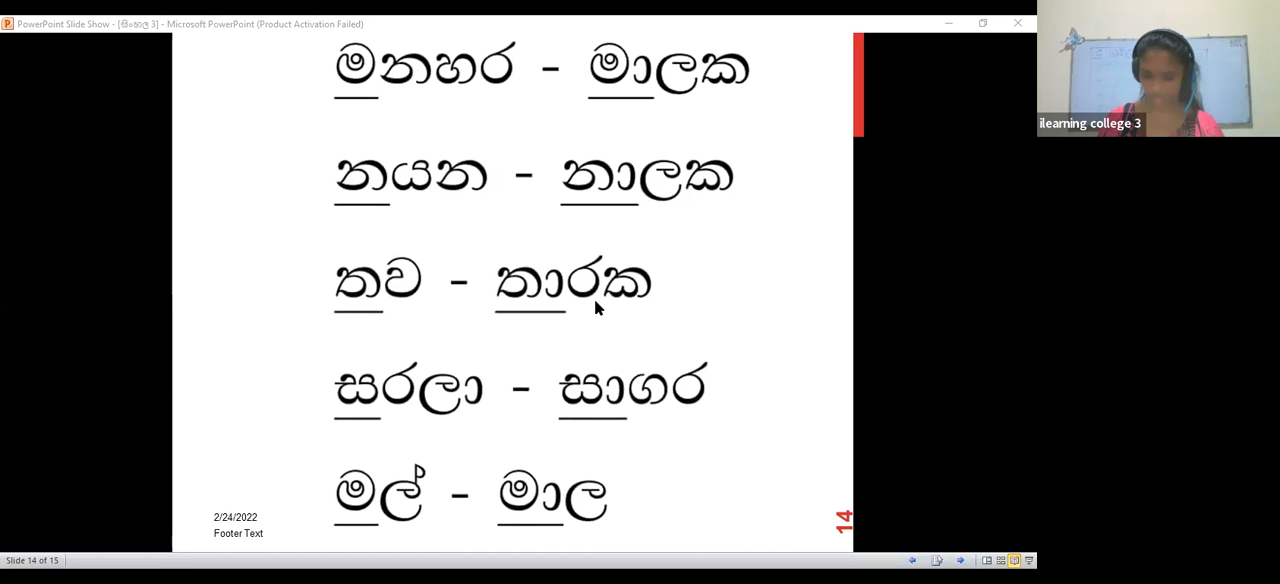 PowerPoint Slide Show - [සිංහල 3] - Microsoft PowerPoint (Product Activation Failed)
මනහර - මාලක
ilearning college 3
නයන - නාලක
තව - තාරක
සරලා - සාගර
මල් - මාල
2/24/2022
Footer Text
14
Slide 14 of 15